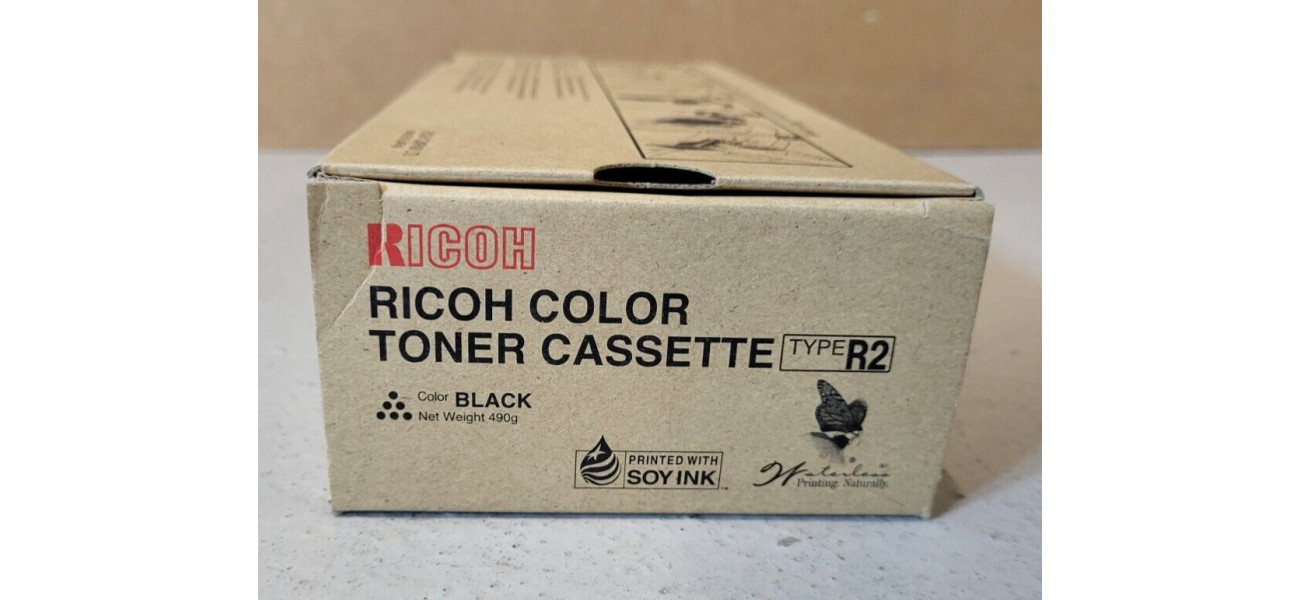 RICOH
RICOH COLOR
TONER CASSETTE TYPE R2
Color BLACK
Net Weight 490g
PRINTED WITH
SOY INK
Waterless
Printing. Naturally.